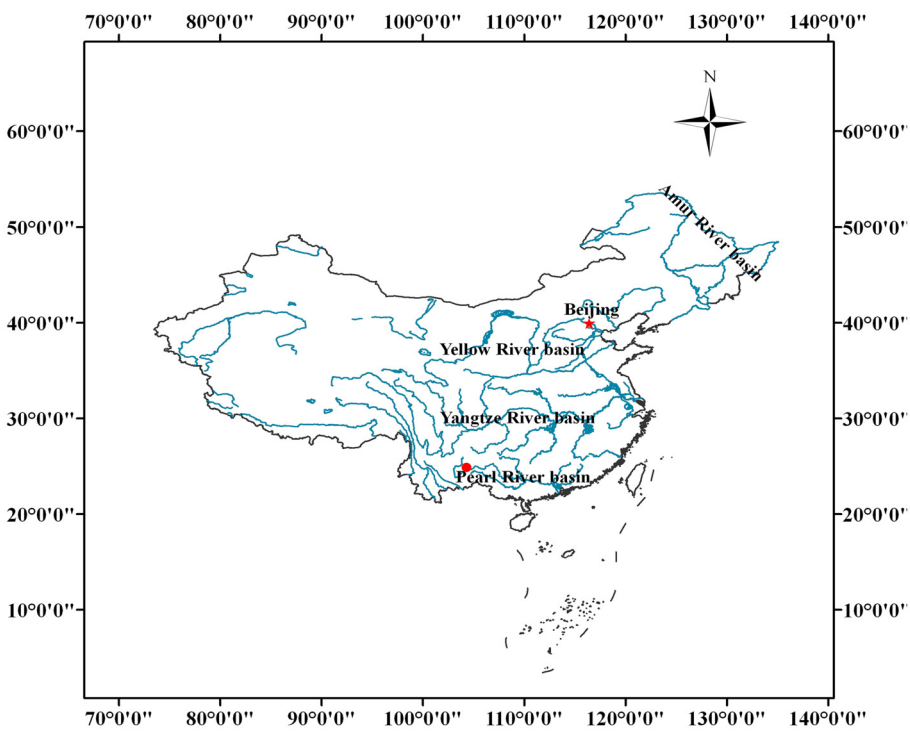 70°0'0" 80°0'0" 90°0'0" 100°0'0" 110°0'0" 120°0'0" 130°0'0" 140°0'0"
N
60°0'0" 60°0'0"
50°0'0" 50°0'0"
Amur River basin
Beijing
40°0'0" 40°0'0"
Yellow River basin
30°0'0" 30°0'0"
Yangtze River basin
Pearl River basin
20°0'0" 20°0'0"
10°0'0" 10°0'0"
70°0'0" 80°0'0" 90°0'0" 100°0'0" 110°0'0" 120°0'0" 130°0'0" 140°0'0"